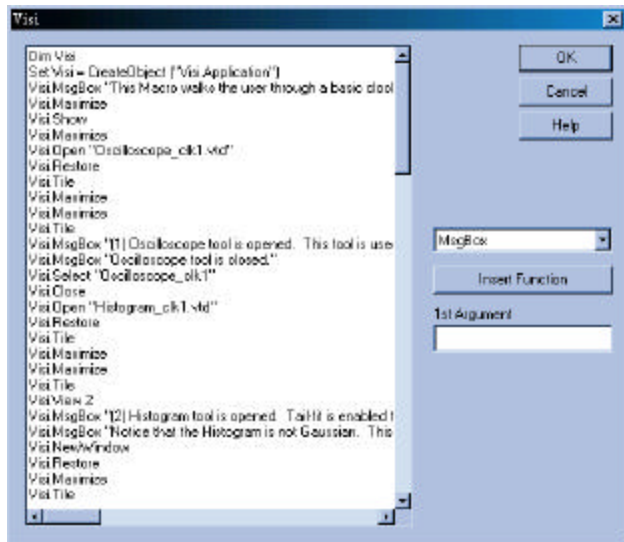 Visi
Dim Visi
Set Visi = CreateObject ("Visi.Application")
Visi.MsgBox "This Macro walks the user through a basic clock
Visi.Maximize
Visi.Show
Visi.Maximize
Visi.Open "Oscilloscope_clk1.vtd"
Visi.Restore
Visi.Tile
Visi.Maximize
Visi.Maximize
Visi.Tile
Visi.MsgBox "(1) Oscilloscope tool is opened. This tool is use
Visi.MsgBox "Oscilloscope tool is closed."
Visi.Select "Oscilloscope_clk1"
Visi.Close
Visi.Open "Histogram_clk1.vtd"
Visi.Restore
Visi.Tile
Visi.Maximize
Visi.Maximize
Visi.Tile
Visi.View 2
Visi.MsgBox "(2) Histogram tool is opened. TailFit is enabled t
Visi.MsgBox "Notice that the Histogram is not Gaussian. This
Visi.NewWindow
Visi.Restore
Visi.Maximize
Visi.Tile
OK
Cancel
Help
MsgBox
Insert Function
1st Argument